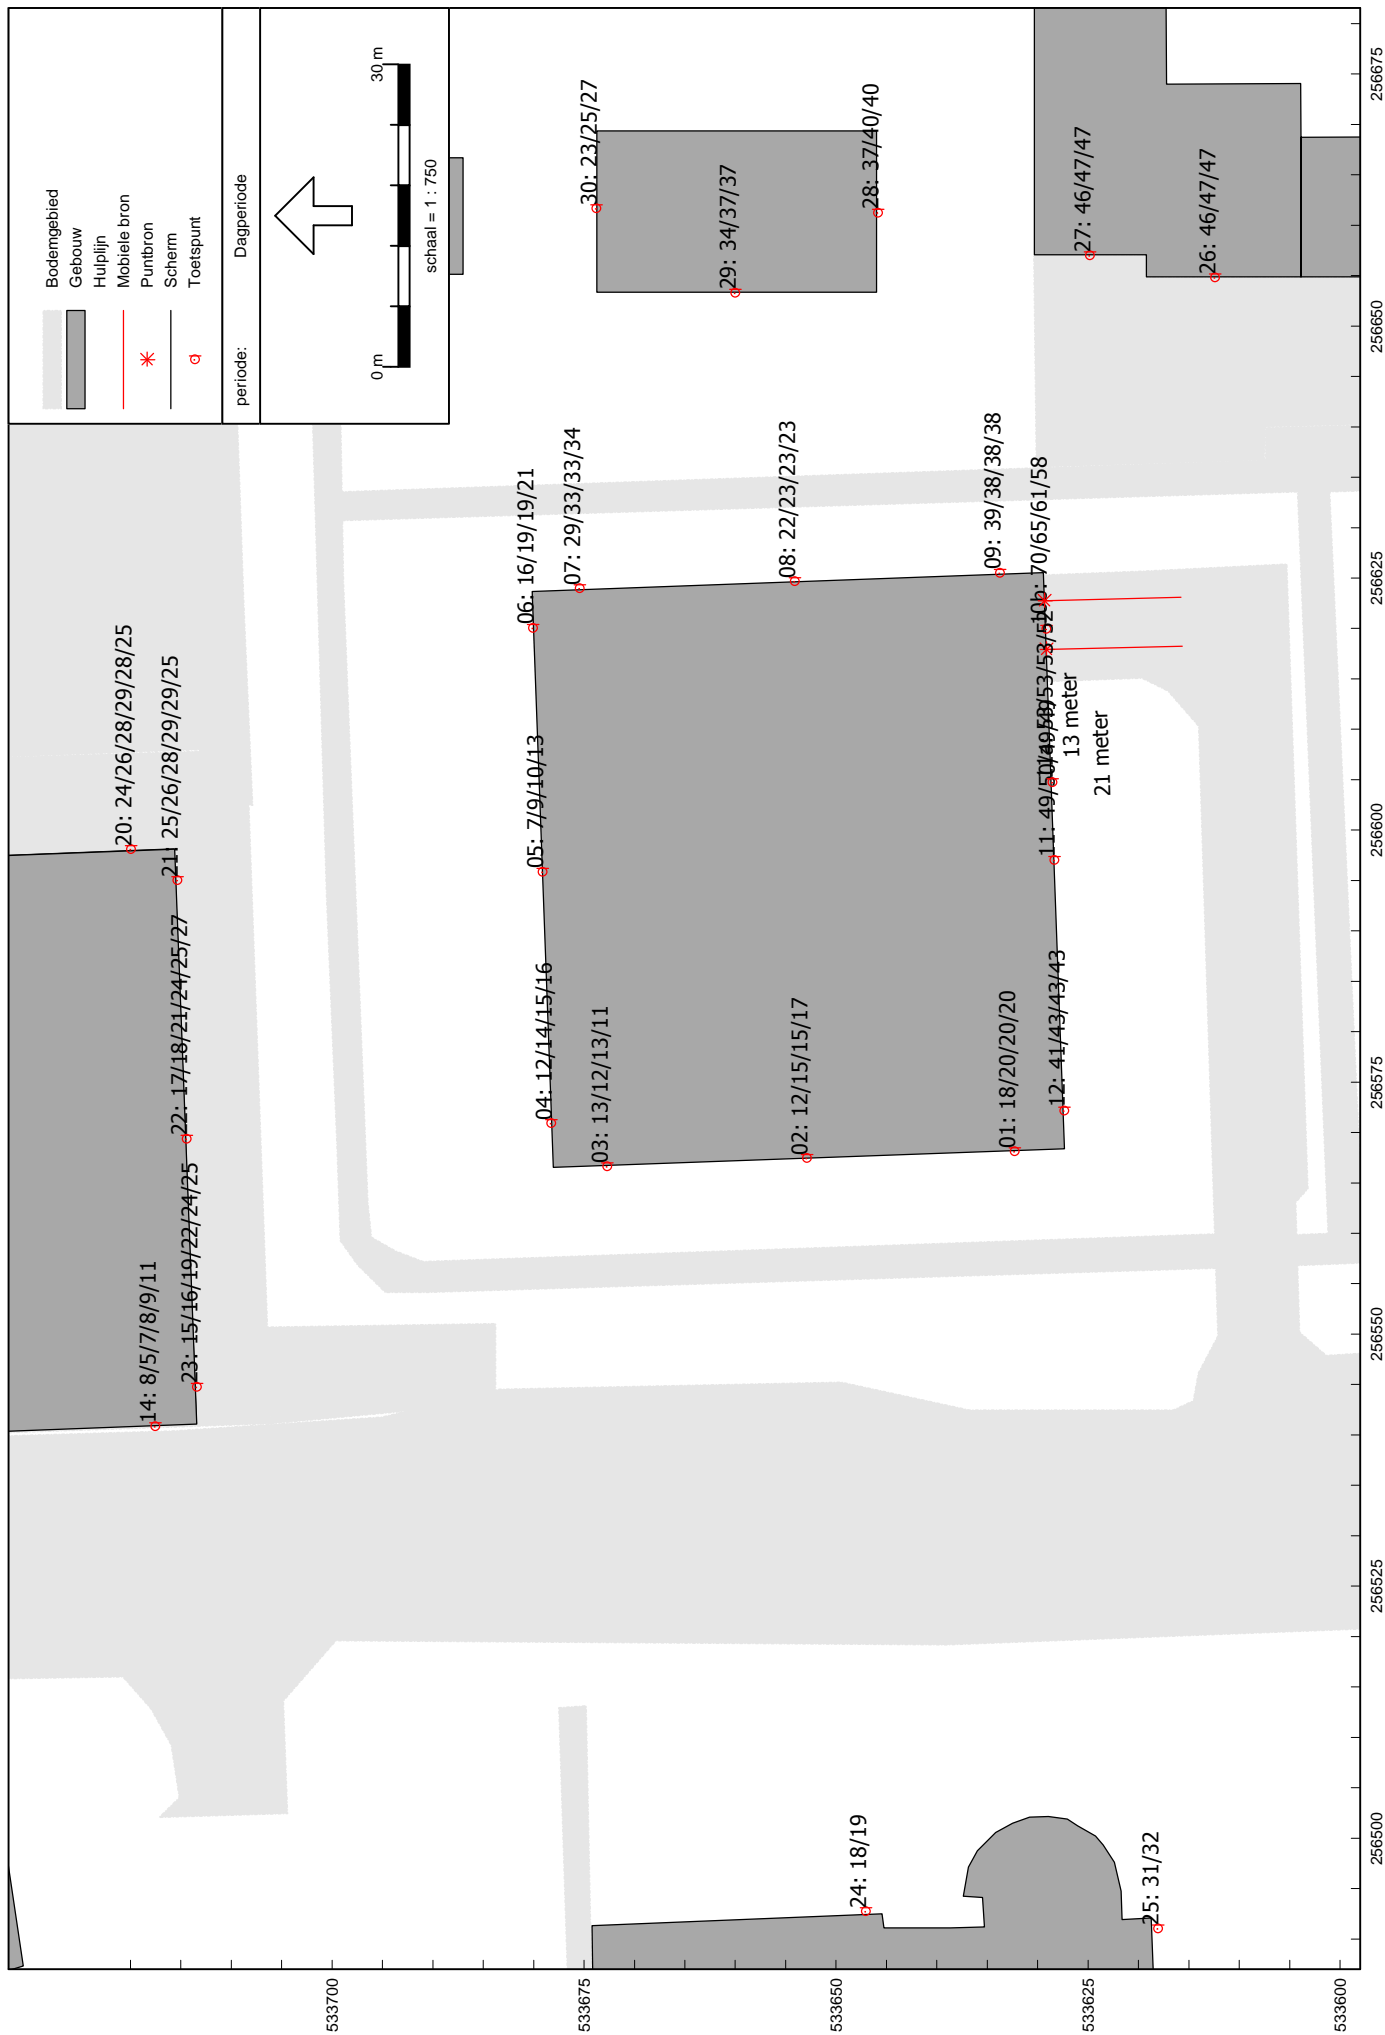 Bodemgebied
Gebouw
Hulplijn
Mobiele bron
Puntbron
Scherm
Toetspunt
periode: Dagperiode
0 m 30 m
schaal = 1 : 750
20: 24/26/28/29/28/25
21: 25/26/28/29/29/25
22: 17/18/21/24/25/27
23: 15/16/19/22/24/25
14: 8/5/7/8/9/11
06: 16/19/19/21
07: 29/33/33/34
08: 22/23/23/23
09: 39/38/38/38
05: 7/9/10/13
04: 12/14/15/16
03: 13/12/13/11
02: 12/15/15/17
01: 18/20/20/20
12: 41/43/43/43
10b: 70/65/61/58
13 meter
21 meter
30: 23/25/27
29: 34/37/37
28: 37/40/40
27: 46/47/47
26: 46/47/47
24: 18/19
25: 31/32
533700
533675
533650
533625
533600
256500
256525
256550
256575
256600
256625
256650
256675